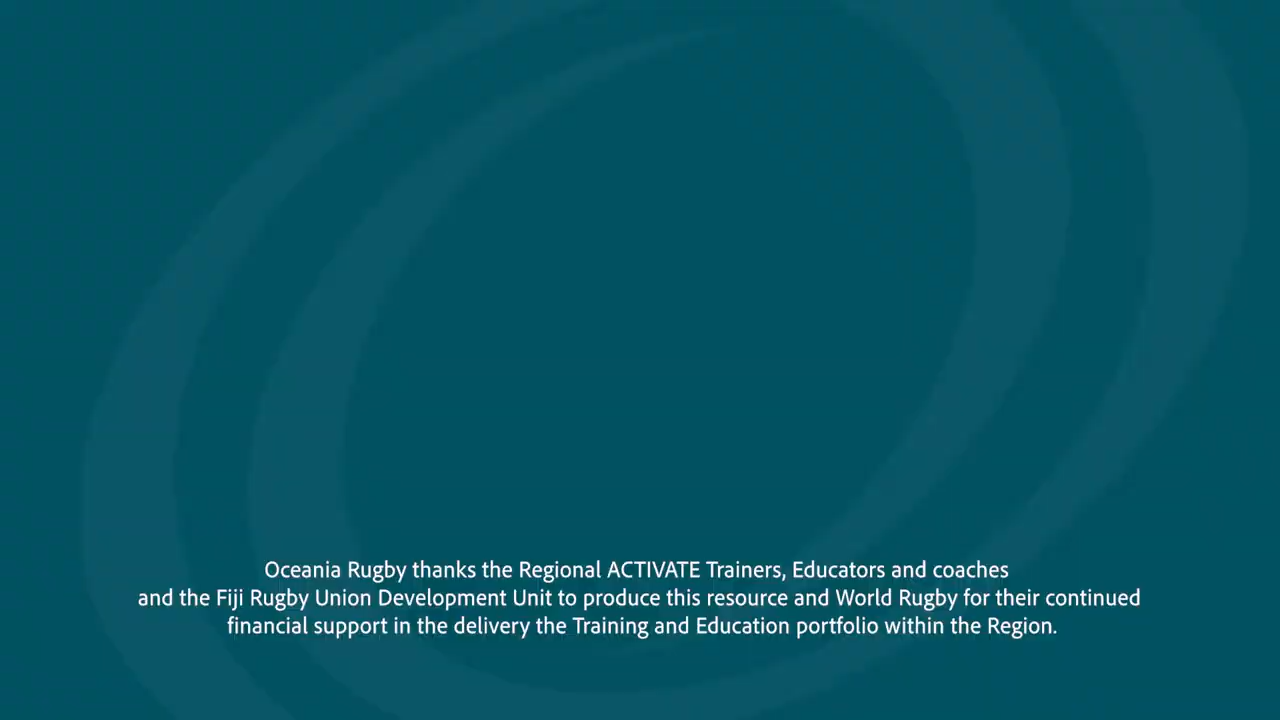 Oceania Rugby thanks the Regional ACTIVATE Trainers, Educators and coaches
and the Fiji Rugby Union Development Unit to produce this resource and World Rugby for their continued
financial support in the delivery the Training and Education portfolio within the Region.